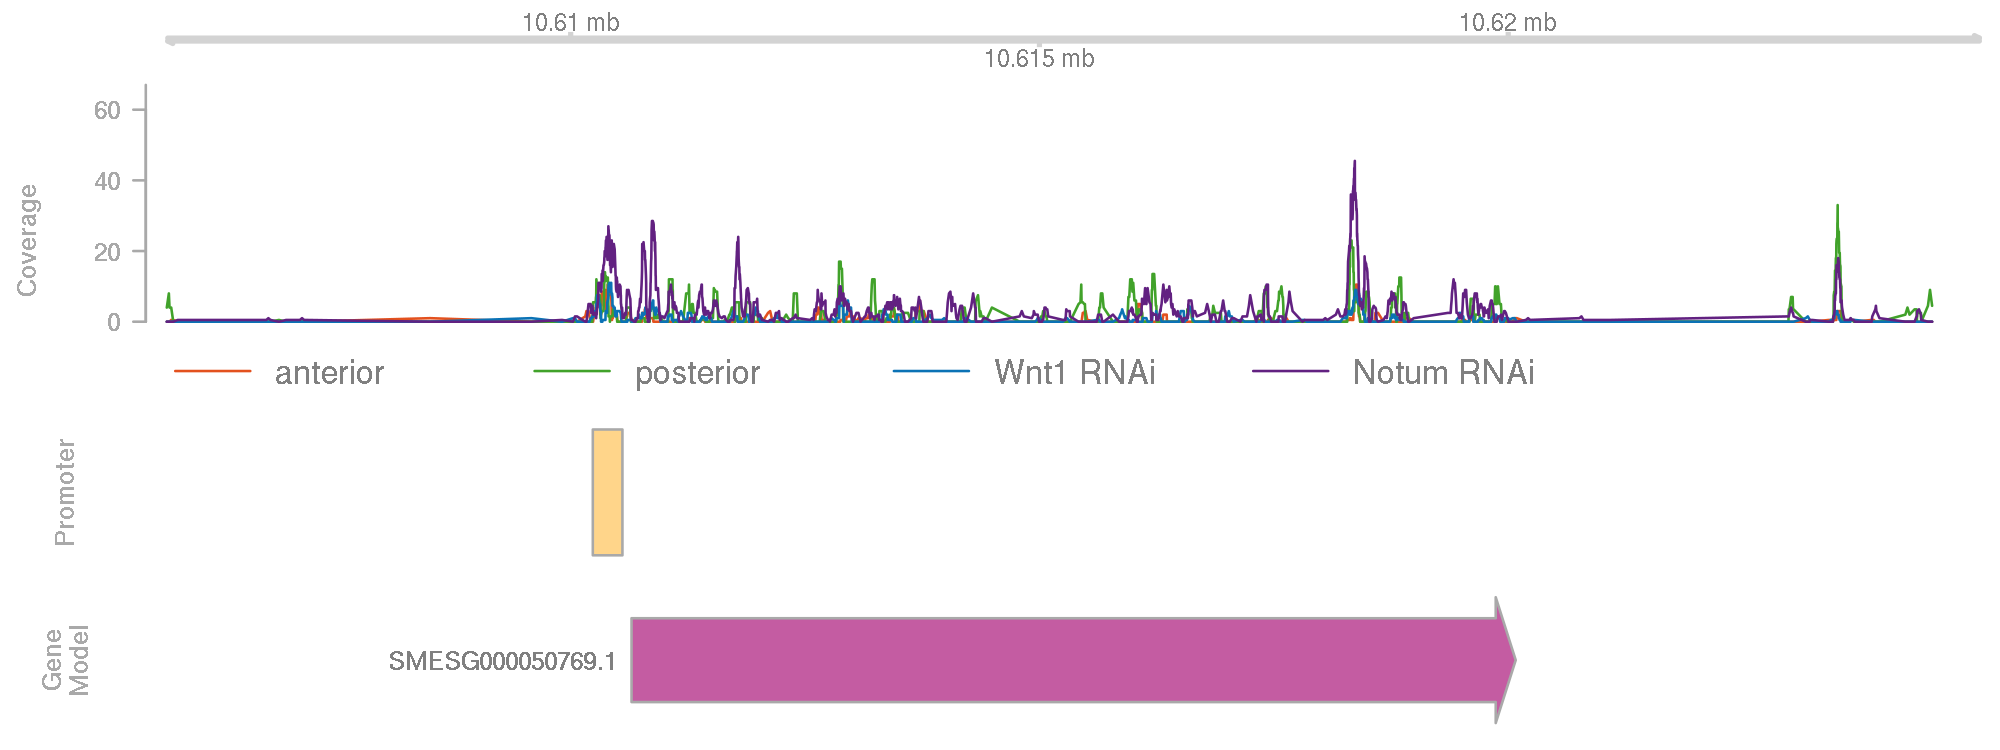 10.61 mb
10.62 mb
10.615 mb
60
40
20
0
Coverage
anterior
posterior
Wnt1 RNAi
Notum RNAi
Promoter
Gene
Model
SMESG000050769.1